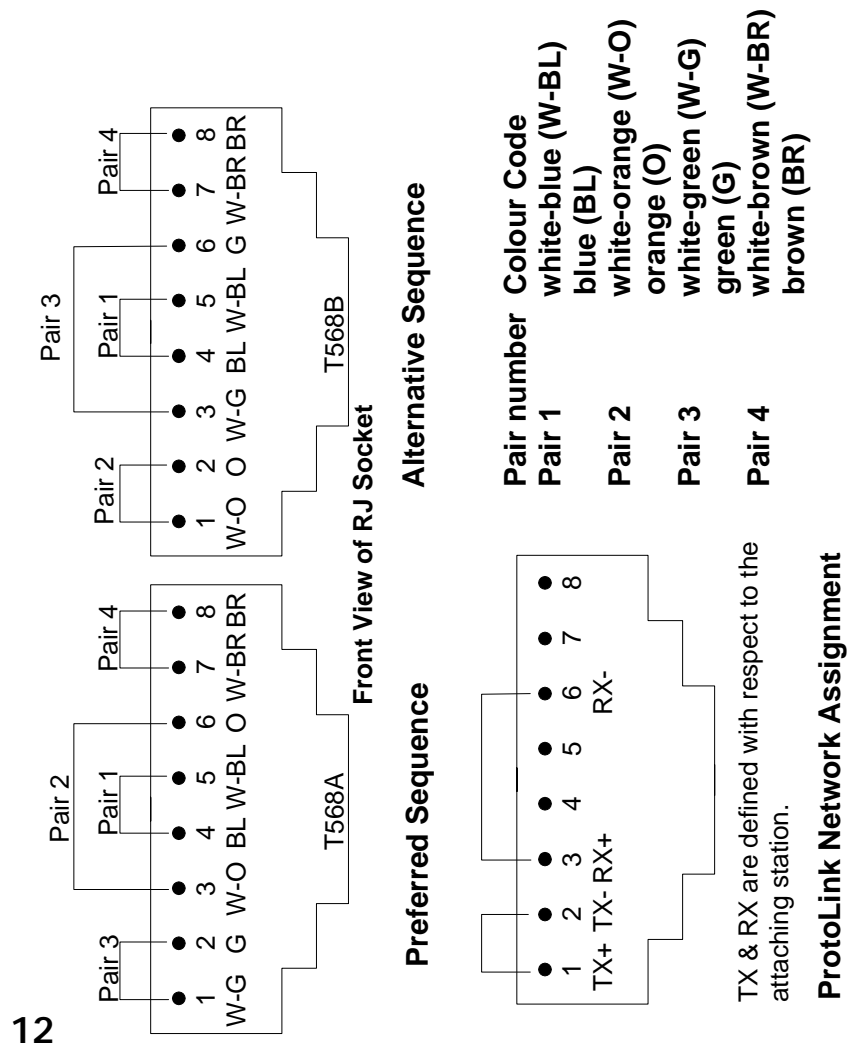 12
Pair 2
Pair 3
Pair 3
Pair 1
Pair 4
Pair 2
Pair 1
Pair 4
1 2 3 4 5 6 7 8
1 2 3 4 5 6 7 8
W-G G W-O BL W-BL O W-BR BR
W-O O W-G BL W-BL G W-BR BR
T568A
T568B
Front View of RJ Socket
Preferred Sequence
Alternative Sequence
1 2 3 4 5 6 7 8
TX+ TX- RX+ RX-
TX & RX are defined with respect to the
attaching station.
ProtoLink Network Assignment
Pair number Colour Code
Pair 1 white-blue (W-BL)
blue (BL)
Pair 2 white-orange (W-O)
orange (O)
Pair 3 white-green (W-G)
green (G)
Pair 4 white-brown (W-BR)
brown (BR)